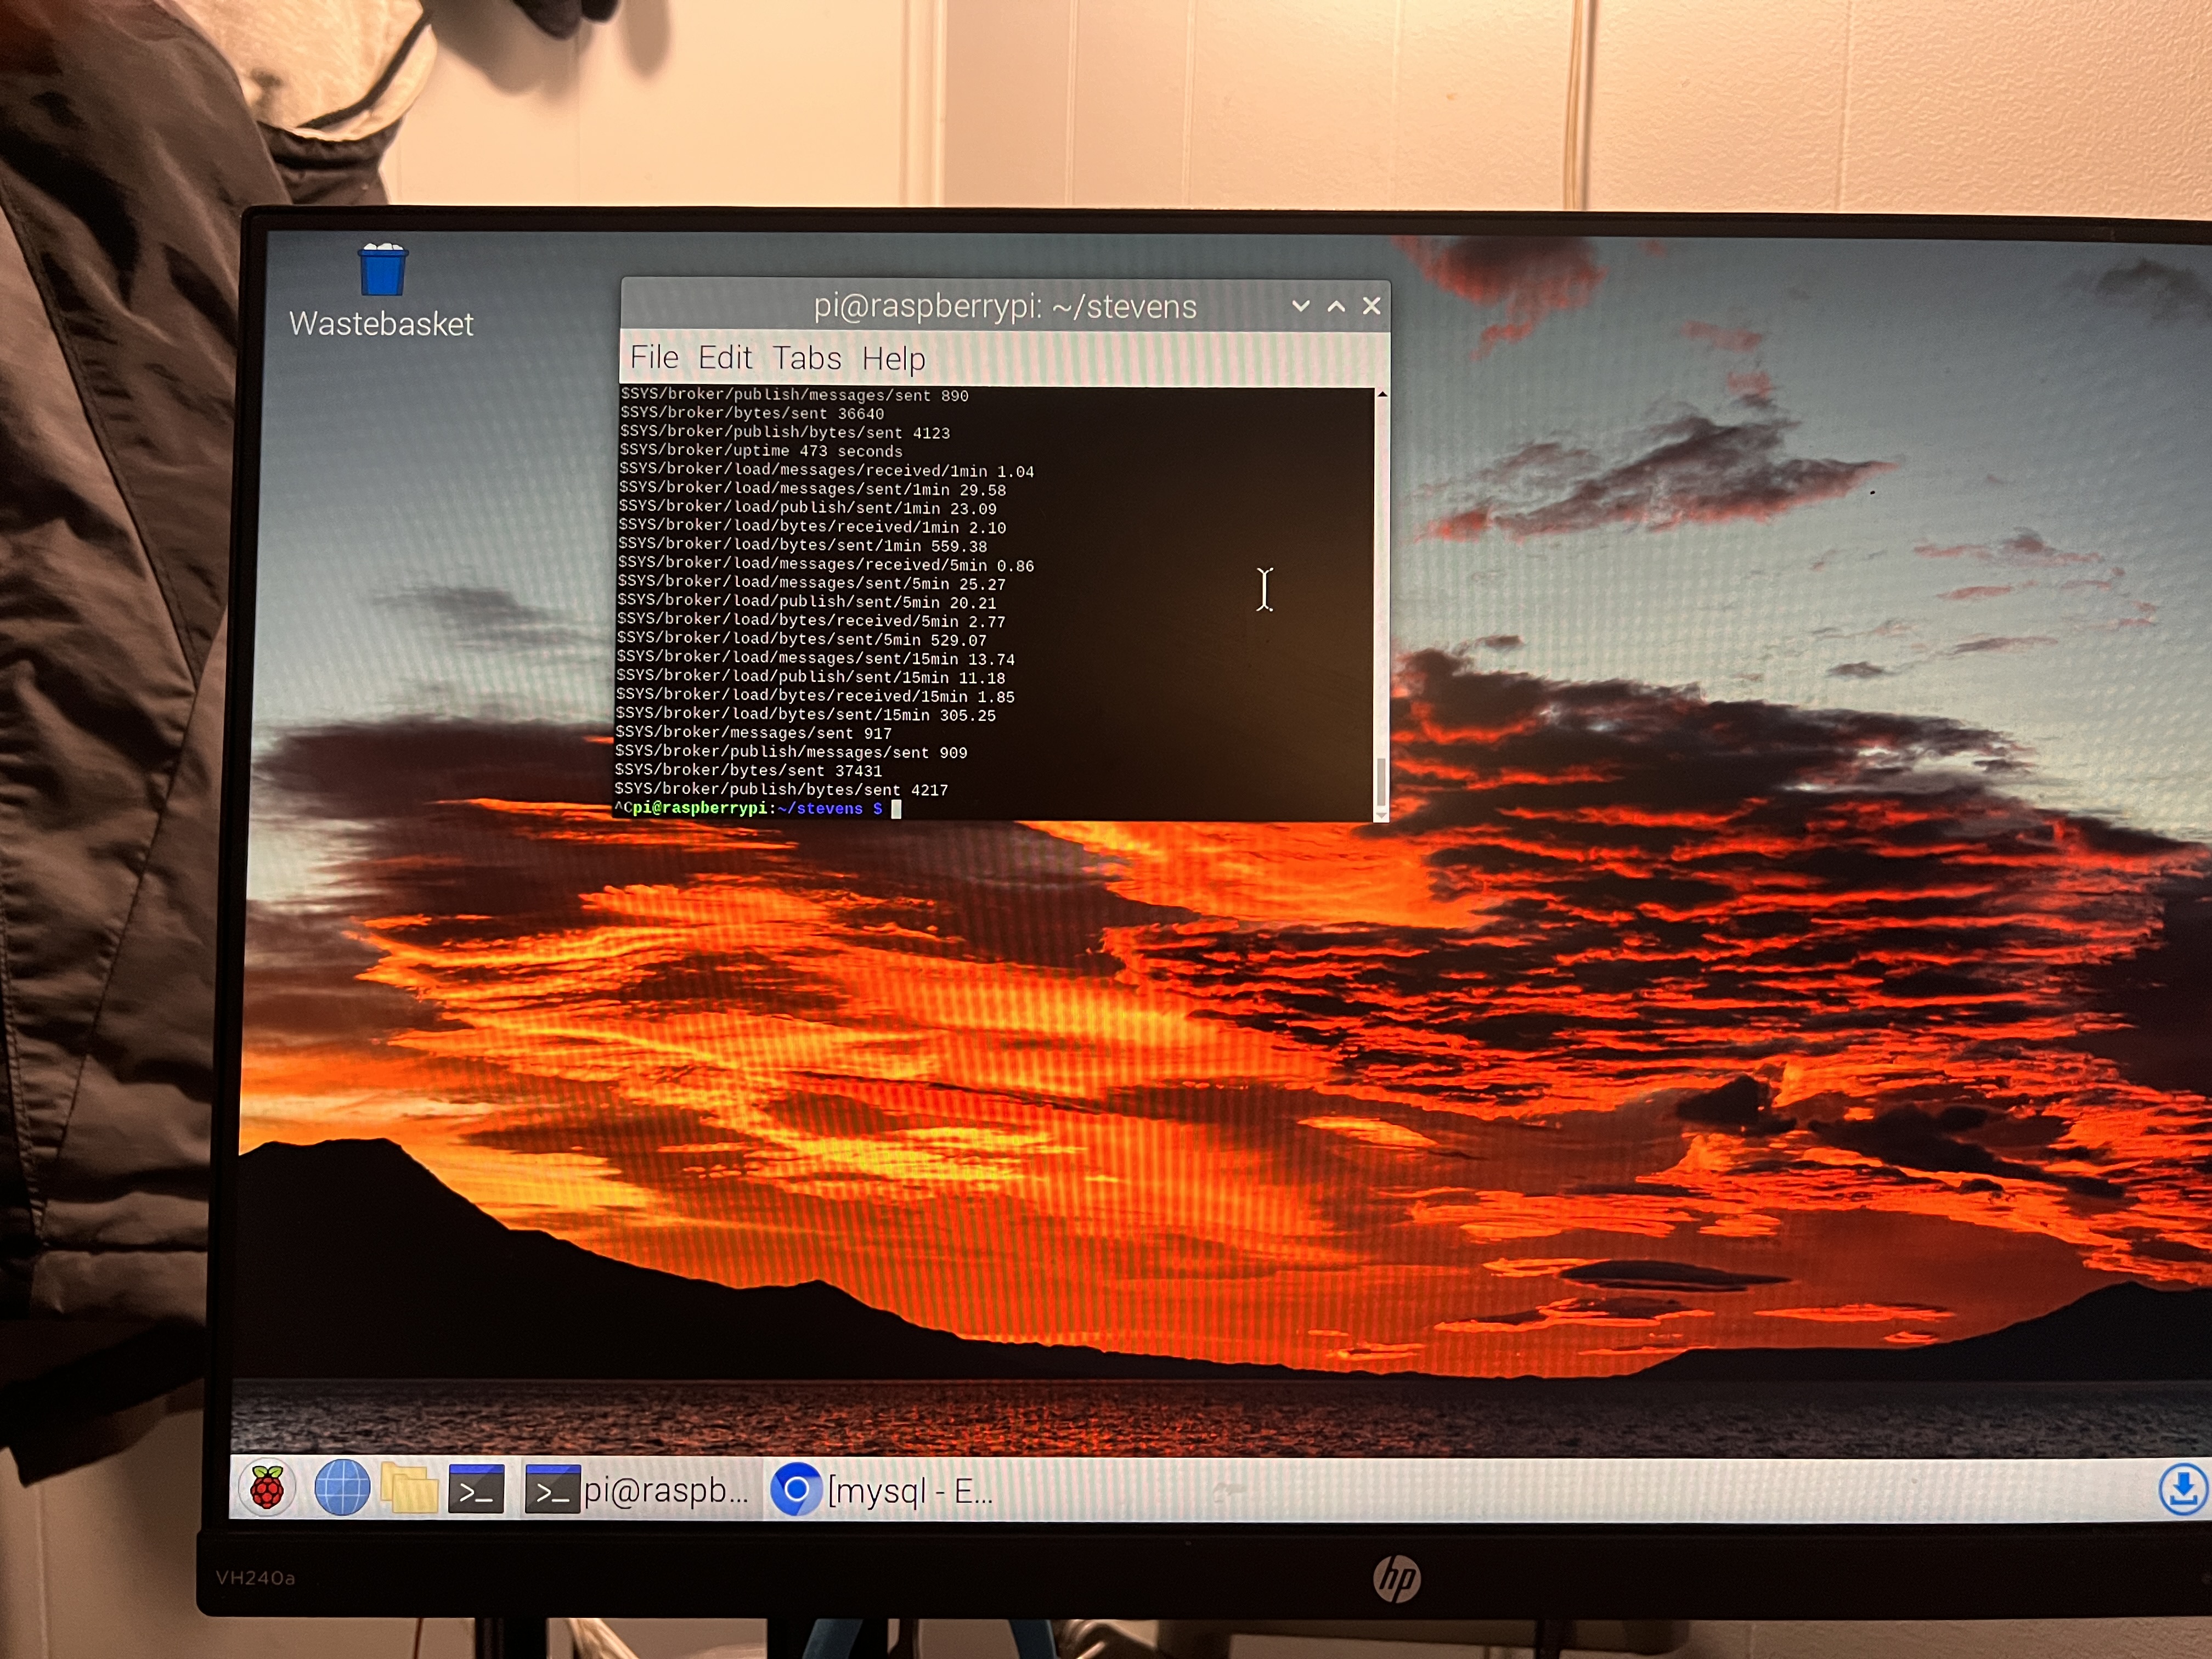 Wastebasket
pi@raspberrypi: ~/stevens
File Edit Tabs Help
$SYS/broker/publish/messages/sent 890
$SYS/broker/bytes/sent 36640
$SYS/broker/publish/bytes/sent 4123
$SYS/broker/uptime 473 seconds
$SYS/broker/load/messages/received/1min 1.04
$SYS/broker/load/messages/sent/1min 29.58
$SYS/broker/load/publish/sent/1min 23.09
$SYS/broker/load/bytes/received/1min 2.10
$SYS/broker/load/bytes/sent/1min 559.38
$SYS/broker/load/messages/received/5min 0.86
$SYS/broker/load/messages/sent/5min 25.27
$SYS/broker/load/publish/sent/5min 20.21
$SYS/broker/load/bytes/received/5min 2.77
$SYS/broker/load/bytes/sent/5min 529.07
$SYS/broker/load/messages/sent/15min 13.74
$SYS/broker/load/publish/sent/15min 11.18
$SYS/broker/load/bytes/received/15min 1.85
$SYS/broker/load/bytes/sent/15min 305.25
$SYS/broker/messages/sent 917
$SYS/broker/publish/messages/sent 909
$SYS/broker/bytes/sent 37431
$SYS/broker/publish/bytes/sent 4217
^Cpi@raspberrypi:~/stevens $
>_ >_ pi@raspb... [mysql - E...
VH240a
hp